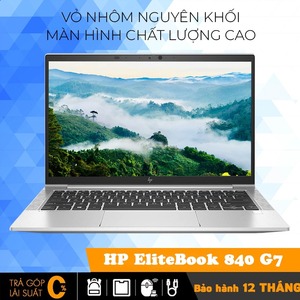 VỎ NHÔM NGUYÊN KHỐI
MÀN HÌNH CHẤT LƯỢNG CAO
HP EliteBook 840 G7
TRẢ GÓP
LÃI SUẤT
0%
Bảo hành 12 THÁNG